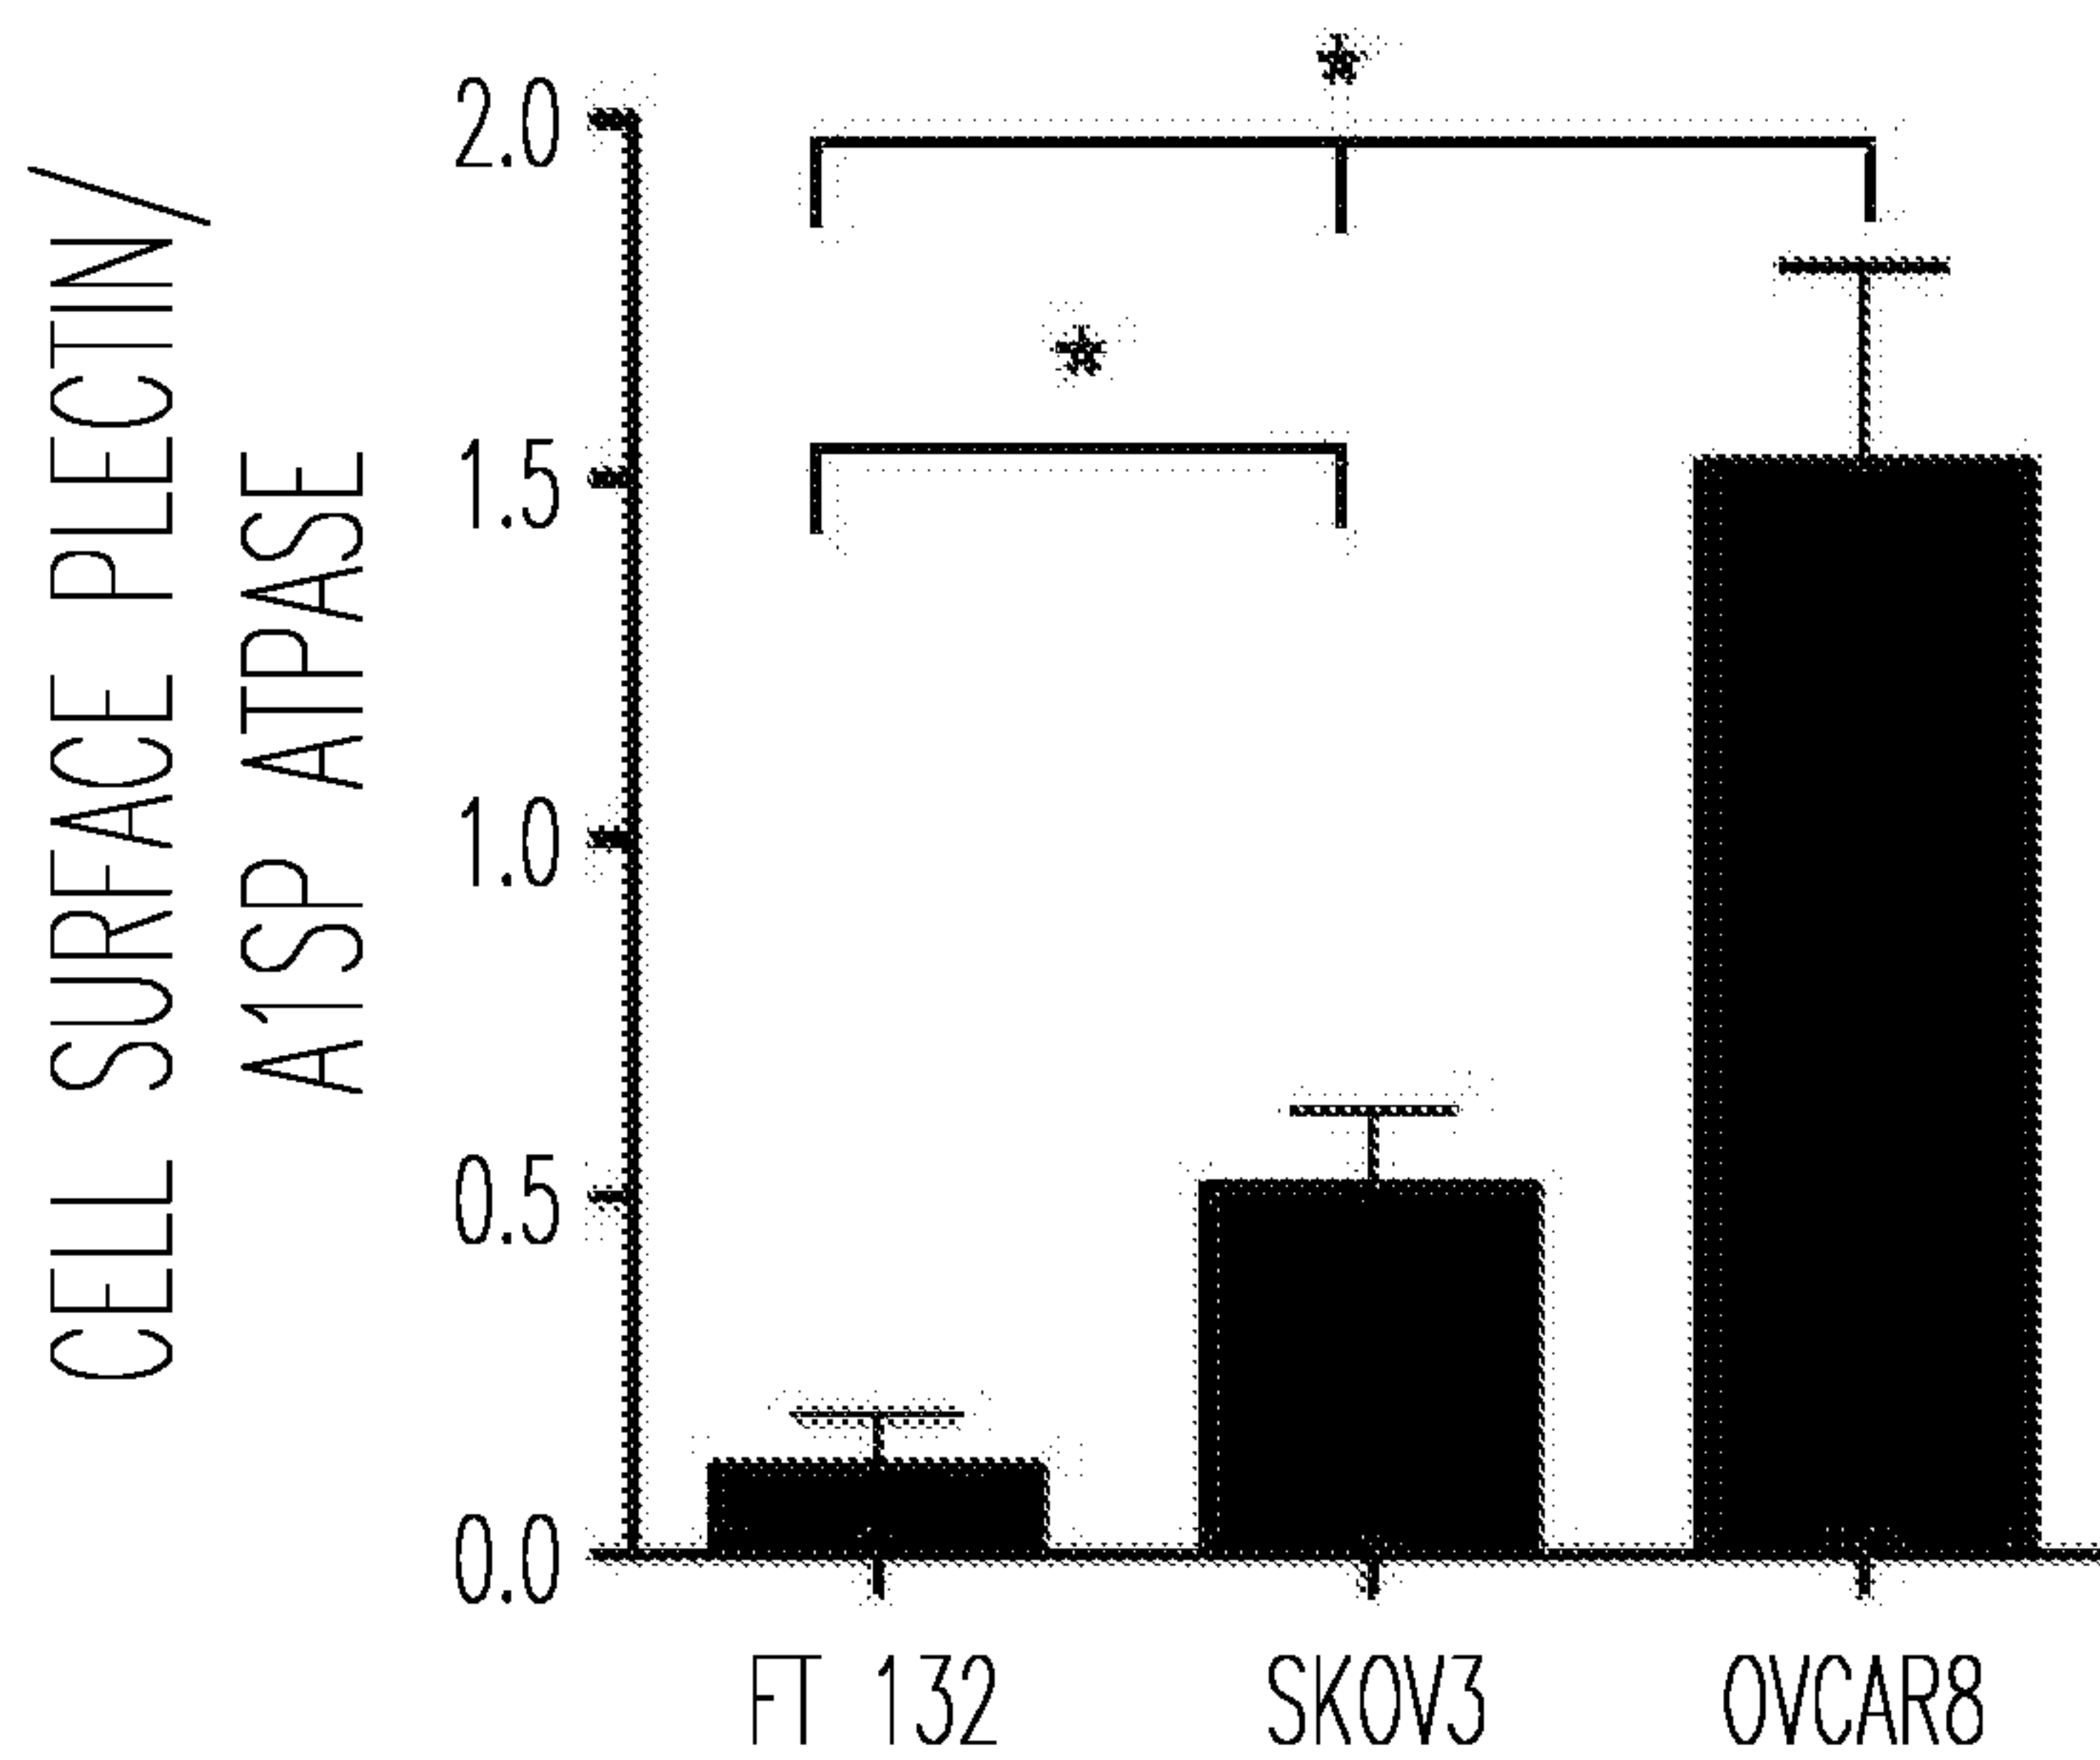 CELL SURFACE PLECTIN/
A1SP ATPASE
2.0
1.5
1.0
0.5
0.0
*
*
FT 132
SKOV3
OVCAR8